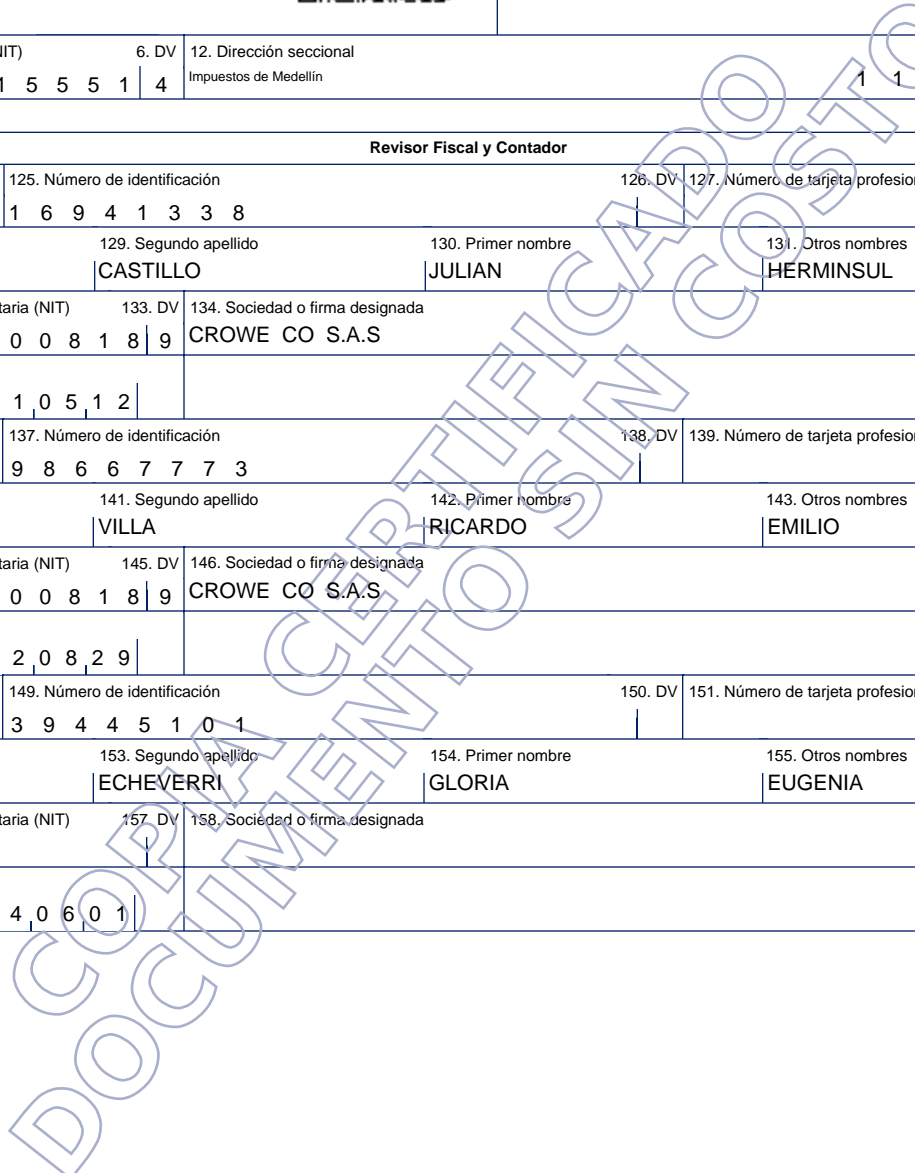 NIT) 6. DV 12. Dirección seccional
1 5 5 5 1 4 Impuestos de Medellín 1 1
Revisor Fiscal y Contador
125. Número de identificación 126. DV 127. Número de tarjeta profesion
1 6 9 4 1 3 3 8
129. Segundo apellido 130. Primer nombre 131. Otros nombres
CASTILLO JULIAN HERMINSUL
taria (NIT) 133. DV 134. Sociedad o firma designada
0 0 8 1 8 9 CROWE CO S.A.S
1 0 5 1 2
137. Número de identificación 138. DV 139. Número de tarjeta profesion
9 8 6 6 7 7 7 3
141. Segundo apellido 142. Primer nombre 143. Otros nombres
VILLA RICARDO EMILIO
taria (NIT) 145. DV 146. Sociedad o firma designada
0 0 8 1 8 9 CROWE CO S.A.S
2 0 8 2 9
149. Número de identificación 150. DV 151. Número de tarjeta profesion
3 9 4 4 5 1 0 1
153. Segundo apellido 154. Primer nombre 155. Otros nombres
ECHEVERRI GLORIA EUGENIA
taria (NIT) 157. DV 158. Sociedad o firma designada
4 0 6 0 1
COPIA CERTIFICADO
DOCUMENTO SIN COSTO